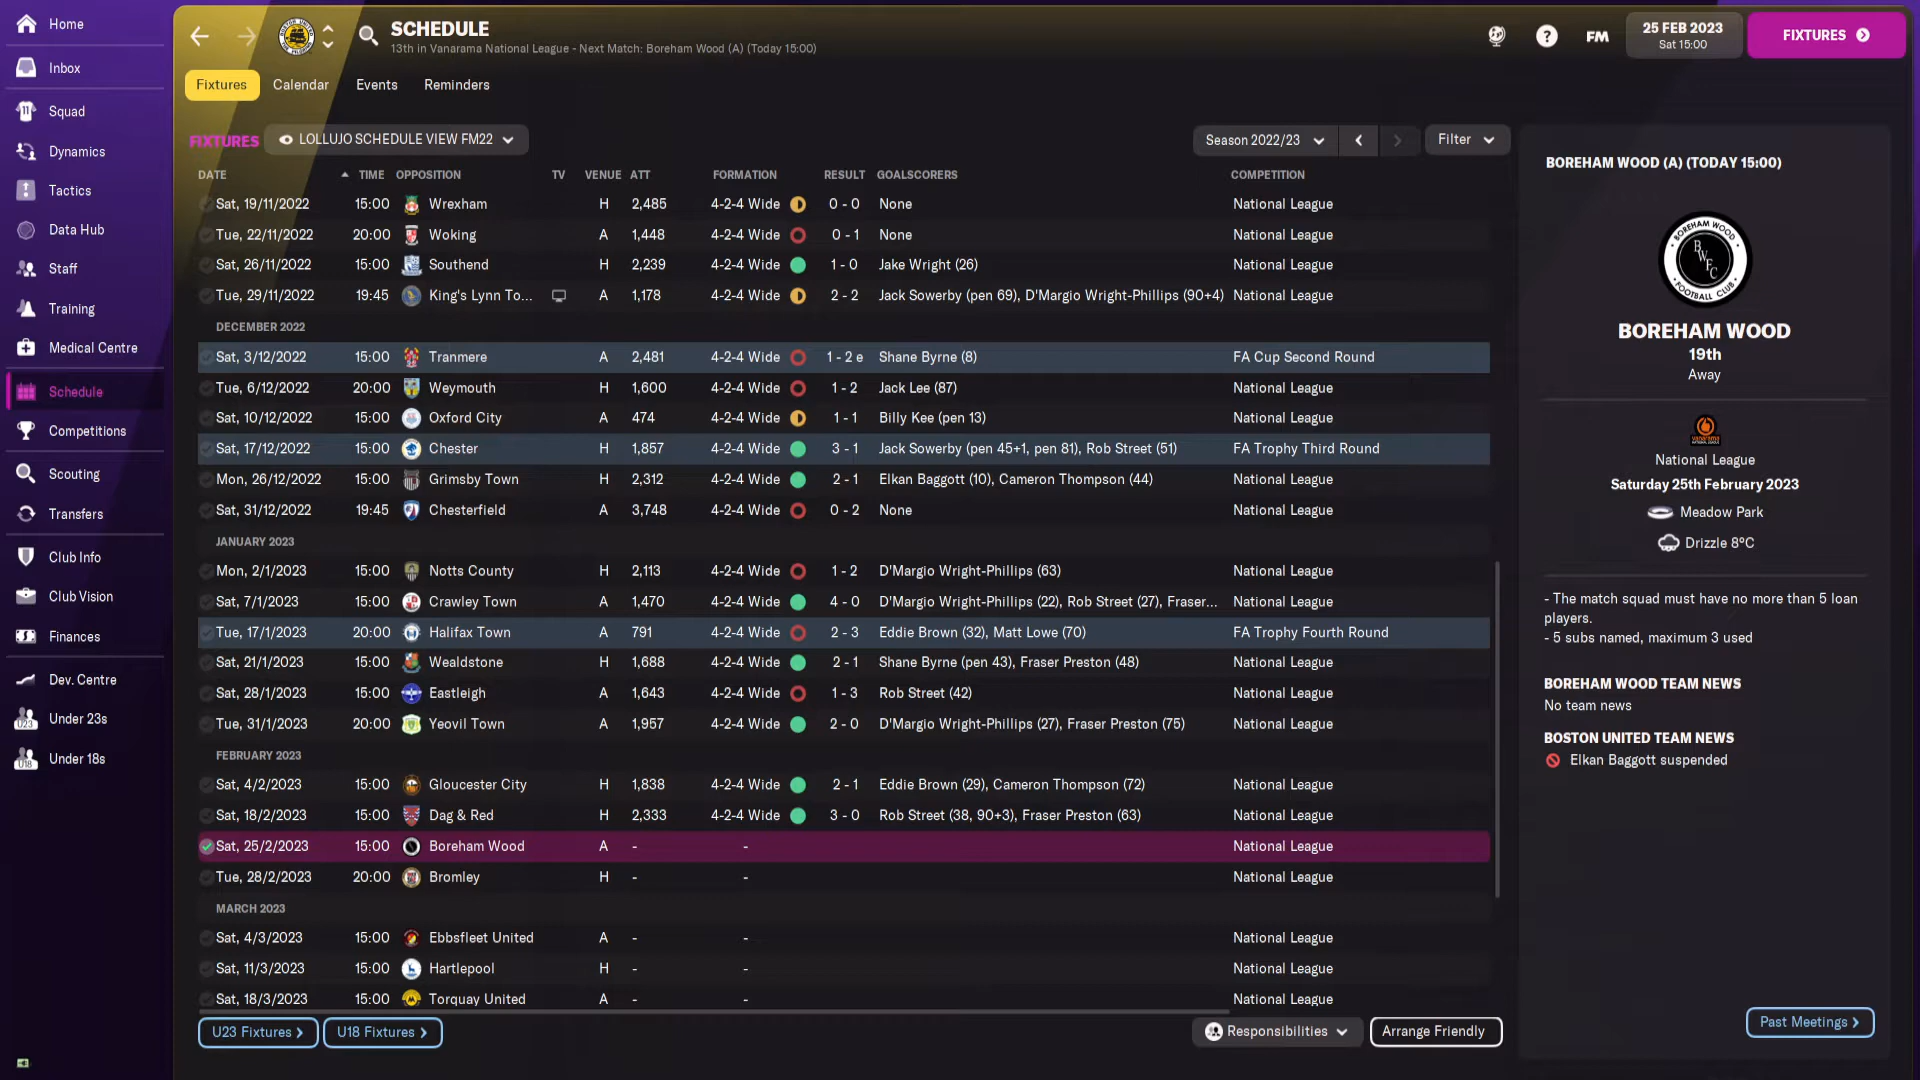 Home
Inbox
Squad
Dynamics
Tactics
Data Hub
Staff
Training
Medical Centre
Schedule
Competitions
Scouting
Transfers
Club Info
Club Vision
Finances
Dev. Centre
U23 Under 23s
U18 Under 18s
SCHEDULE
13th in Vanarama National League - Next Match: Boreham Wood (A) (Today 15:00)
? FM
25 FEB 2023
Sat 15:00
FIXTURES
Fixtures Calendar Events Reminders
FIXTURES LOLLUJO SCHEDULE VIEW FM22 Season 2022/23 Filter
DATE TIME OPPOSITION TV VENUE ATT FORMATION RESULT GOALSCORERS COMPETITION
Sat, 19/11/2022 15:00 Wrexham H 2,485 4-2-4 Wide 0 - 0 None National League
Tue, 22/11/2022 20:00 Woking A 1,448 4-2-4 Wide 0 - 1 None National League
Sat, 26/11/2022 15:00 Southend H 2,239 4-2-4 Wide 1 - 0 Jake Wright (26) National League
Tue, 29/11/2022 19:45 King's Lynn To... A 1,178 4-2-4 Wide 2 - 2 Jack Sowerby (pen 69), D'Margio Wright-Phillips (90+4) National League
DECEMBER 2022
Sat, 3/12/2022 15:00 Tranmere A 2,481 4-2-4 Wide 1 - 2 e Shane Byrne (8) FA Cup Second Round
Tue, 6/12/2022 20:00 Weymouth H 1,600 4-2-4 Wide 1 - 2 Jack Lee (87) National League
Sat, 10/12/2022 15:00 Oxford City A 474 4-2-4 Wide 1 - 1 Billy Kee (pen 13) National League
Sat, 17/12/2022 15:00 Chester H 1,857 4-2-4 Wide 3 - 1 Jack Sowerby (pen 45+1, pen 81), Rob Street (51) FA Trophy Third Round
Mon, 26/12/2022 15:00 Grimsby Town H 2,312 4-2-4 Wide 2 - 1 Elkan Baggott (10), Cameron Thompson (44) National League
Sat, 31/12/2022 19:45 Chesterfield A 3,748 4-2-4 Wide 0 - 2 None National League
JANUARY 2023
Mon, 2/1/2023 15:00 Notts County H 2,113 4-2-4 Wide 1 - 2 D'Margio Wright-Phillips (63) National League
Sat, 7/1/2023 15:00 Crawley Town A 1,470 4-2-4 Wide 4 - 0 D'Margio Wright-Phillips (22), Rob Street (27), Fraser... National League
Tue, 17/1/2023 20:00 Halifax Town A 791 4-2-4 Wide 2 - 3 Eddie Brown (32), Matt Lowe (70) FA Trophy Fourth Round
Sat, 21/1/2023 15:00 Wealdstone H 1,688 4-2-4 Wide 2 - 1 Shane Byrne (pen 43), Fraser Preston (48) National League
Sat, 28/1/2023 15:00 Eastleigh A 1,643 4-2-4 Wide 1 - 3 Rob Street (42) National League
Tue, 31/1/2023 20:00 Yeovil Town A 1,957 4-2-4 Wide 2 - 0 D'Margio Wright-Phillips (27), Fraser Preston (75) National League
FEBRUARY 2023
Sat, 4/2/2023 15:00 Gloucester City H 1,838 4-2-4 Wide 2 - 1 Eddie Brown (29), Cameron Thompson (72) National League
Sat, 18/2/2023 15:00 Dag & Red H 2,333 4-2-4 Wide 3 - 0 Rob Street (38, 90+3), Fraser Preston (63) National League
Sat, 25/2/2023 15:00 Boreham Wood A - - National League
Tue, 28/2/2023 20:00 Bromley H - - National League
MARCH 2023
Sat, 4/3/2023 15:00 Ebbsfleet United A - - National League
Sat, 11/3/2023 15:00 Hartlepool H - - National League
Sat, 18/3/2023 15:00 Torquay United A - - National League
U23 Fixtures U18 Fixtures Responsibilities Arrange Friendly
BOREHAM WOOD (A) (TODAY 15:00)
BOREHAM WOOD
BWFC
FOOTBALL CLUB
BOREHAM WOOD
19th
Away
vanarama
National League
Saturday 25th February 2023
Meadow Park
Drizzle 8ºC
- The match squad must have no more than 5 loan
players.
- 5 subs named, maximum 3 used
BOREHAM WOOD TEAM NEWS
No team news
BOSTON UNITED TEAM NEWS
Elkan Baggott suspended
Past Meetings